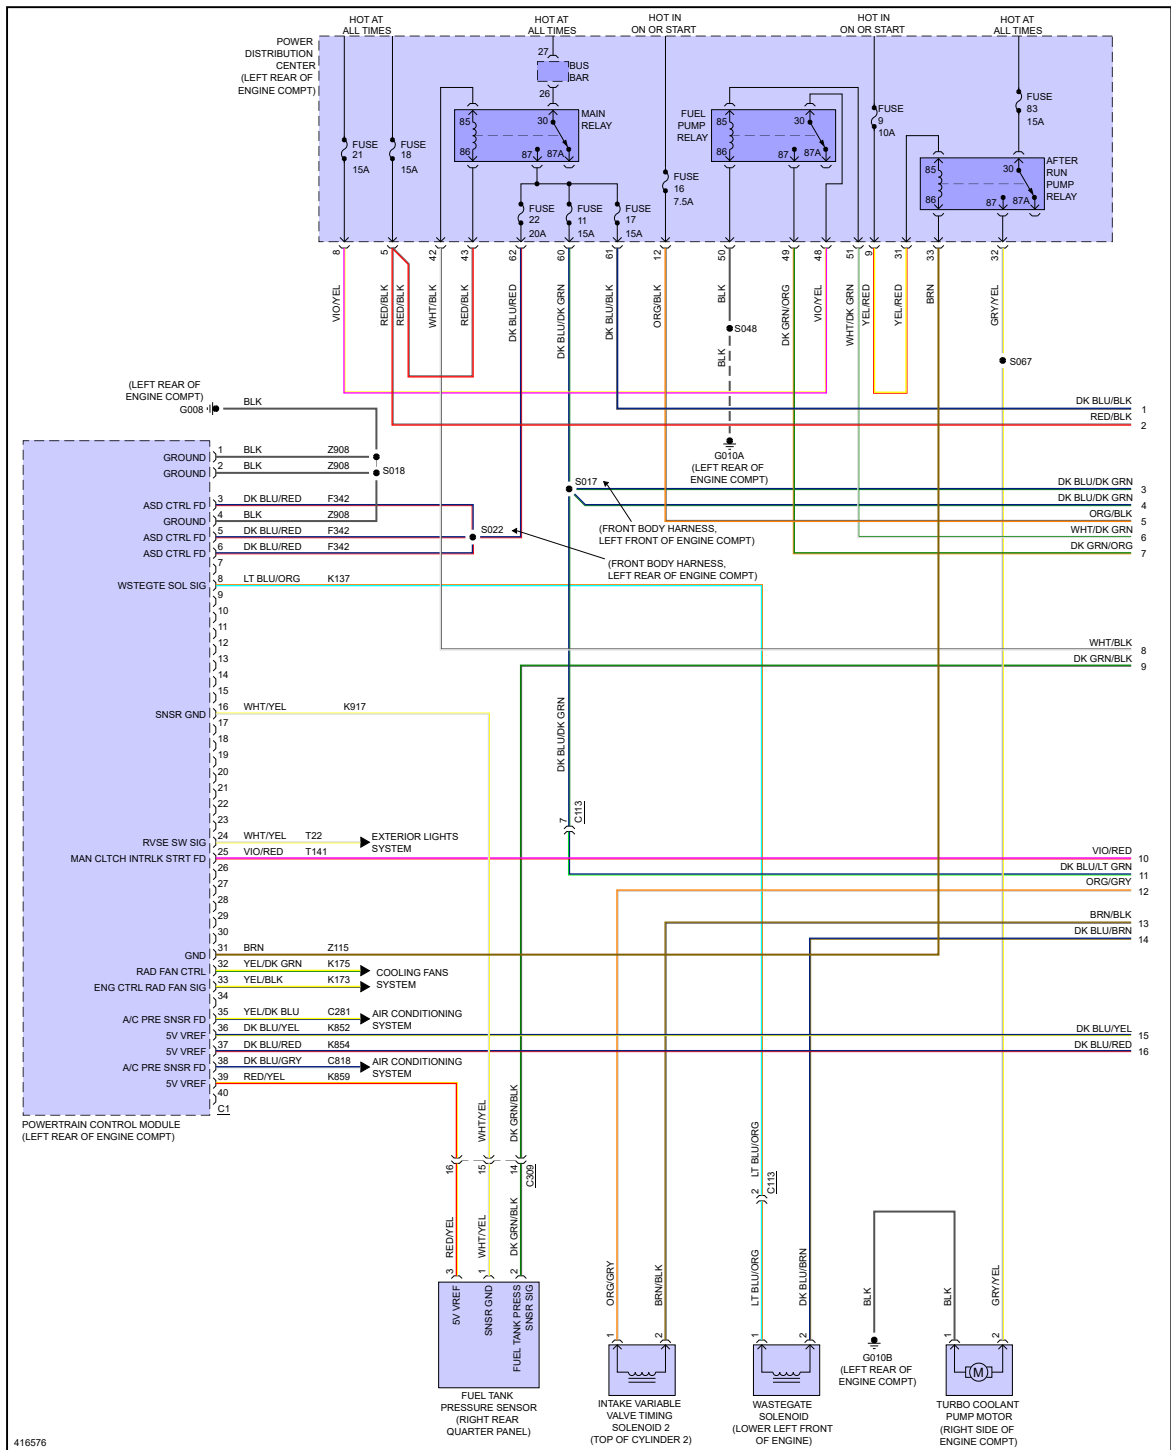 HOT AT
ALL TIMES
HOT AT
ALL TIMES
HOT IN
ON OR START
HOT IN
ON OR START
HOT AT
ALL TIMES
POWER
DISTRIBUTION
CENTER
(LEFT REAR OF
ENGINE COMPT)
27
BUS
BAR
26
85
86
30
87
87A
MAIN
RELAY
FUEL
PUMP
RELAY
85
86
30
87
87A
FUSE
9
10A
FUSE
83
15A
AFTER
RUN
PUMP
RELAY
85
86
30
87
87A
FUSE
21
15A
FUSE
18
15A
FUSE
22
20A
FUSE
11
15A
FUSE
17
15A
FUSE
16
7.5A
8
5
42
43
62
60
61
12
50
49
48
51
9
31
33
32
VIO/YEL
RED/BLK
RED/BLK
WHT/BLK
RED/BLK
DK BLU/RED
DK BLU/DK GRN
DK BLU/BLK
ORG/BLK
BLK
DK GRN/ORG
VIO/YEL
WHT/DK GRN
YEL/RED
YEL/RED
BRN
GRY/YEL
S048
BLK
S067
G010A
(LEFT REAR OF
ENGINE COMPT)
(LEFT REAR OF
ENGINE COMPT)
G008
BLK
DK BLU/BLK 1
RED/BLK 2
DK BLU/DK GRN 3
DK BLU/DK GRN 4
ORG/BLK 5
WHT/DK GRN 6
DK GRN/ORG 7
WHT/BLK 8
DK GRN/BLK 9
VIO/RED 10
DK BLU/LT GRN 11
ORG/GRY 12
BRN/BLK 13
DK BLU/BRN 14
DK BLU/YEL 15
DK BLU/RED 16
S018
S017
(FRONT BODY HARNESS,
LEFT FRONT OF ENGINE COMPT)
S022
(FRONT BODY HARNESS,
LEFT REAR OF ENGINE COMPT)
GROUND 1 BLK Z908
GROUND 2 BLK Z908
ASD CTRL FD 3 DK BLU/RED F342
GROUND 4 BLK Z908
ASD CTRL FD 5 DK BLU/RED F342
ASD CTRL FD 6 DK BLU/RED F342
7
WSTEGTE SOL SIG 8 LT BLU/ORG K137
9
10
11
12
13
14
15
SNSR GND 16 WHT/YEL K917
17
18
19
20
21
22
23
RVSE SW SIG 24 WHT/YEL T22 EXTERIOR LIGHTS
SYSTEM
MAN CLTCH INTRLK STRT FD 25 VIO/RED T141
26
27
28
29
30
GND 31 BRN Z115
RAD FAN CTRL 32 YEL/DK GRN K175 COOLING FANS
ENG CTRL RAD FAN SIG 33 YEL/BLK K173 SYSTEM
34
A/C PRE SNSR FD 35 YEL/DK BLU C281 AIR CONDITIONING
SYSTEM
5V VREF 36 DK BLU/YEL K852
5V VREF 37 DK BLU/RED K854
A/C PRE SNSR FD 38 DK BLU/GRY C818 AIR CONDITIONING
SYSTEM
5V VREF 39 RED/YEL K859
40
C1
POWERTRAIN CONTROL MODULE
(LEFT REAR OF ENGINE COMPT)
DK BLU/DK GRN
7
C113
WHT/YEL
DK GRN/BLK
16
15
14
C309
RED/YEL
WHT/YEL
DK GRN/BLK
3
1
2
5V VREF
SNSR GND
FUEL TANK PRESS
SNSR SIG
FUEL TANK
PRESSURE SENSOR
(RIGHT REAR
QUARTER PANEL)
ORG/GRY
BRN/BLK
1
2
INTAKE VARIABLE
VALVE TIMING
SOLENOID 2
(TOP OF CYLINDER 2)
LT BLU/ORG
2
C113
LT BLU/ORG
DK BLU/BRN
1
2
WASTEGATE
SOLENOID
(LOWER LEFT FRONT
OF ENGINE)
BLK
G010B
(LEFT REAR OF
ENGINE COMPT)
BLK
GRY/YEL
1
2
M
TURBO COOLANT
PUMP MOTOR
(RIGHT SIDE OF
ENGINE COMPT)
416576